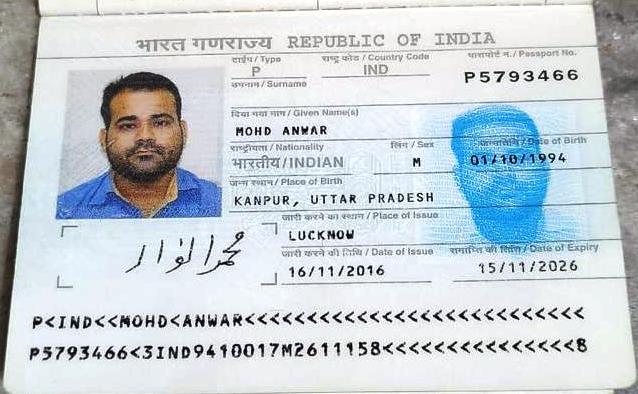 भारत गणराज्य REPUBLIC OF INDIA
टाईप / Type राष्ट्र कोड / Country Code पासपोर्ट न. / Passport No.
P IND P5793466
उपनाम / Surname
दिया गया नाम / Given Name(s)
MOHD ANWAR
राष्ट्रीयता / Nationality लिंग / Sex जन्मतिथि / Date of Birth
भारतीय/INDIAN M 01/10/1994
जन्म स्थान / Place of Birth
KANPUR, UTTAR PRADESH
जारी करने का स्थान / Place of Issue
LUCKNOW
जारी करने की तिथि / Date of Issue समाप्ति की तिथि / Date of Expiry
16/11/2016 15/11/2026
محمد انوار
P<IND<<MOHD<ANWAR<<<<<<<<<<<<<<<<<<<<<<<<<<<
P5793466<3IND9410017M2611158<<<<<<<<<<<<<<<8